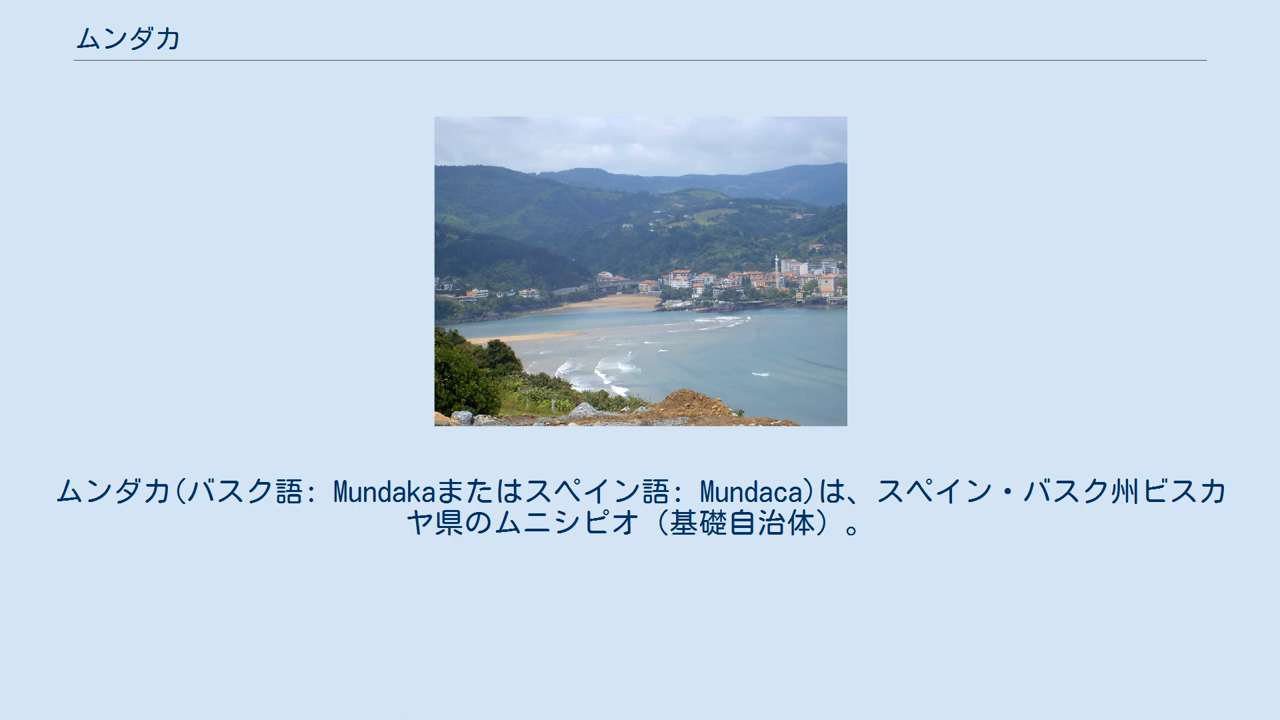 ムンダカ
ムンダカ(バスク語: Mundakaまたはスペイン語: Mundaca)は、スペイン・バスク州ビスカ
ヤ県のムニシピオ（基礎自治体）。